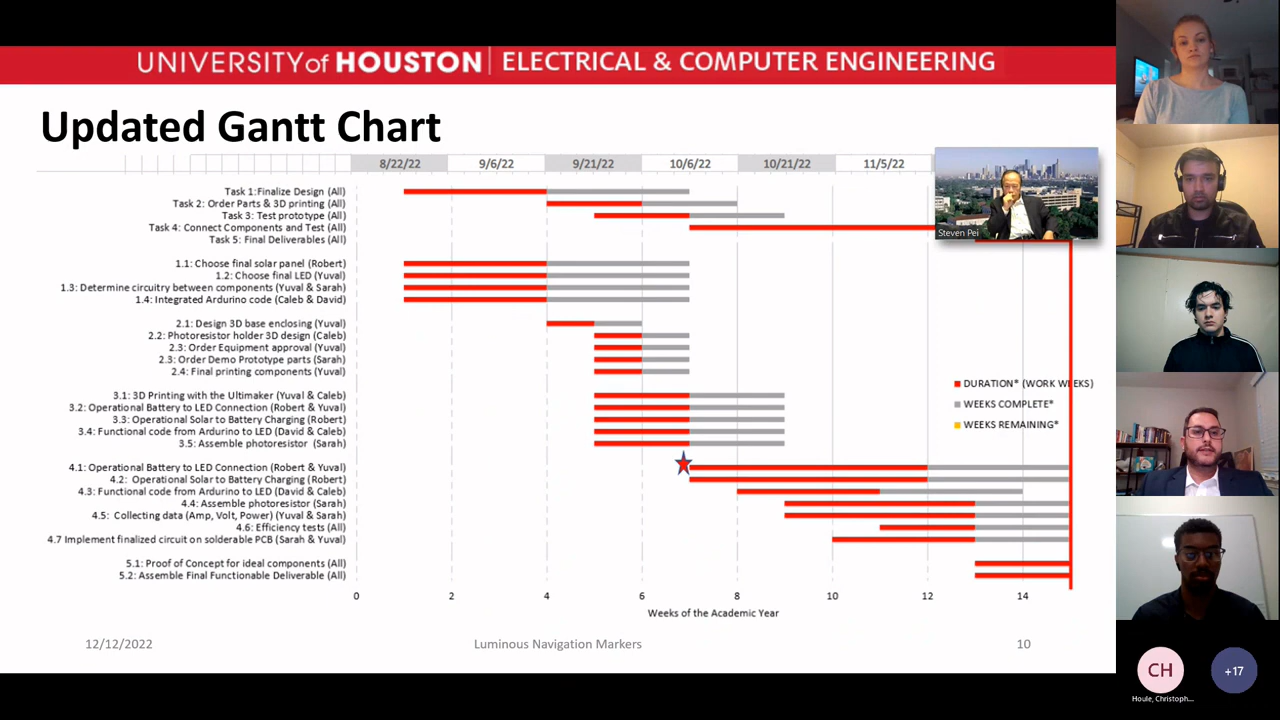 UNIVERSITY of HOUSTON | ELECTRICAL & COMPUTER ENGINEERING
Updated Gantt Chart
8/22/22 9/6/22 9/21/22 10/6/22 10/21/22 11/5/22
Task 1:Finalize Design (All)
Task 2: Order Parts & 3D printing (All)
Task 3: Test prototype (All)
Task 4: Connect Components and Test (All)
Task 5: Final Deliverables (All)
Steven Pei
1.1: Choose final solar panel (Robert)
1.2: Choose final LED (Yuval)
1.3: Determine circuitry between components (Yuval & Sarah)
1.4: Integrated Ardurino code (Caleb & David)
2.1: Design 3D base enclosing (Yuval)
2.2: Photoresistor holder 3D design (Caleb)
2.3: Order Equipment approval (Yuval)
2.3: Order Demo Prototype parts (Sarah)
2.4: Final printing components (Yuval)
3.1: 3D Printing with the Ultimaker (Yuval & Caleb)
3.2: Operational Battery to LED Connection (Robert & Yuval)
3.3: Operational Solar to Battery Charging (Robert)
3.4: Functional code from Ardurino to LED (David & Caleb)
3.5: Assemble photoresistor (Sarah)
4.1: Operational Battery to LED Connection (Robert & Yuval)
4.2: Operational Solar to Battery Charging (Robert)
4.3: Functional code from Ardurino to LED (David & Caleb)
4.4: Assemble photoresistor (Sarah)
4.5: Collecting data (Amp, Volt, Power) (Yuval & Sarah)
4.6: Efficiency tests (All)
4.7 Implement finalized circuit on solderable PCB (Sarah & Yuval)
5.1: Proof of Concept for ideal components (All)
5.2: Assemble Final Functionable Deliverable (All)
DURATION* (WORK WEEKS)
WEEKS COMPLETE*
WEEKS REMAINING*
0 2 4 6 8 10 12 14
Weeks of the Academic Year
12/12/2022 Luminous Navigation Markers 10
CH +17
Houle, Christoph...